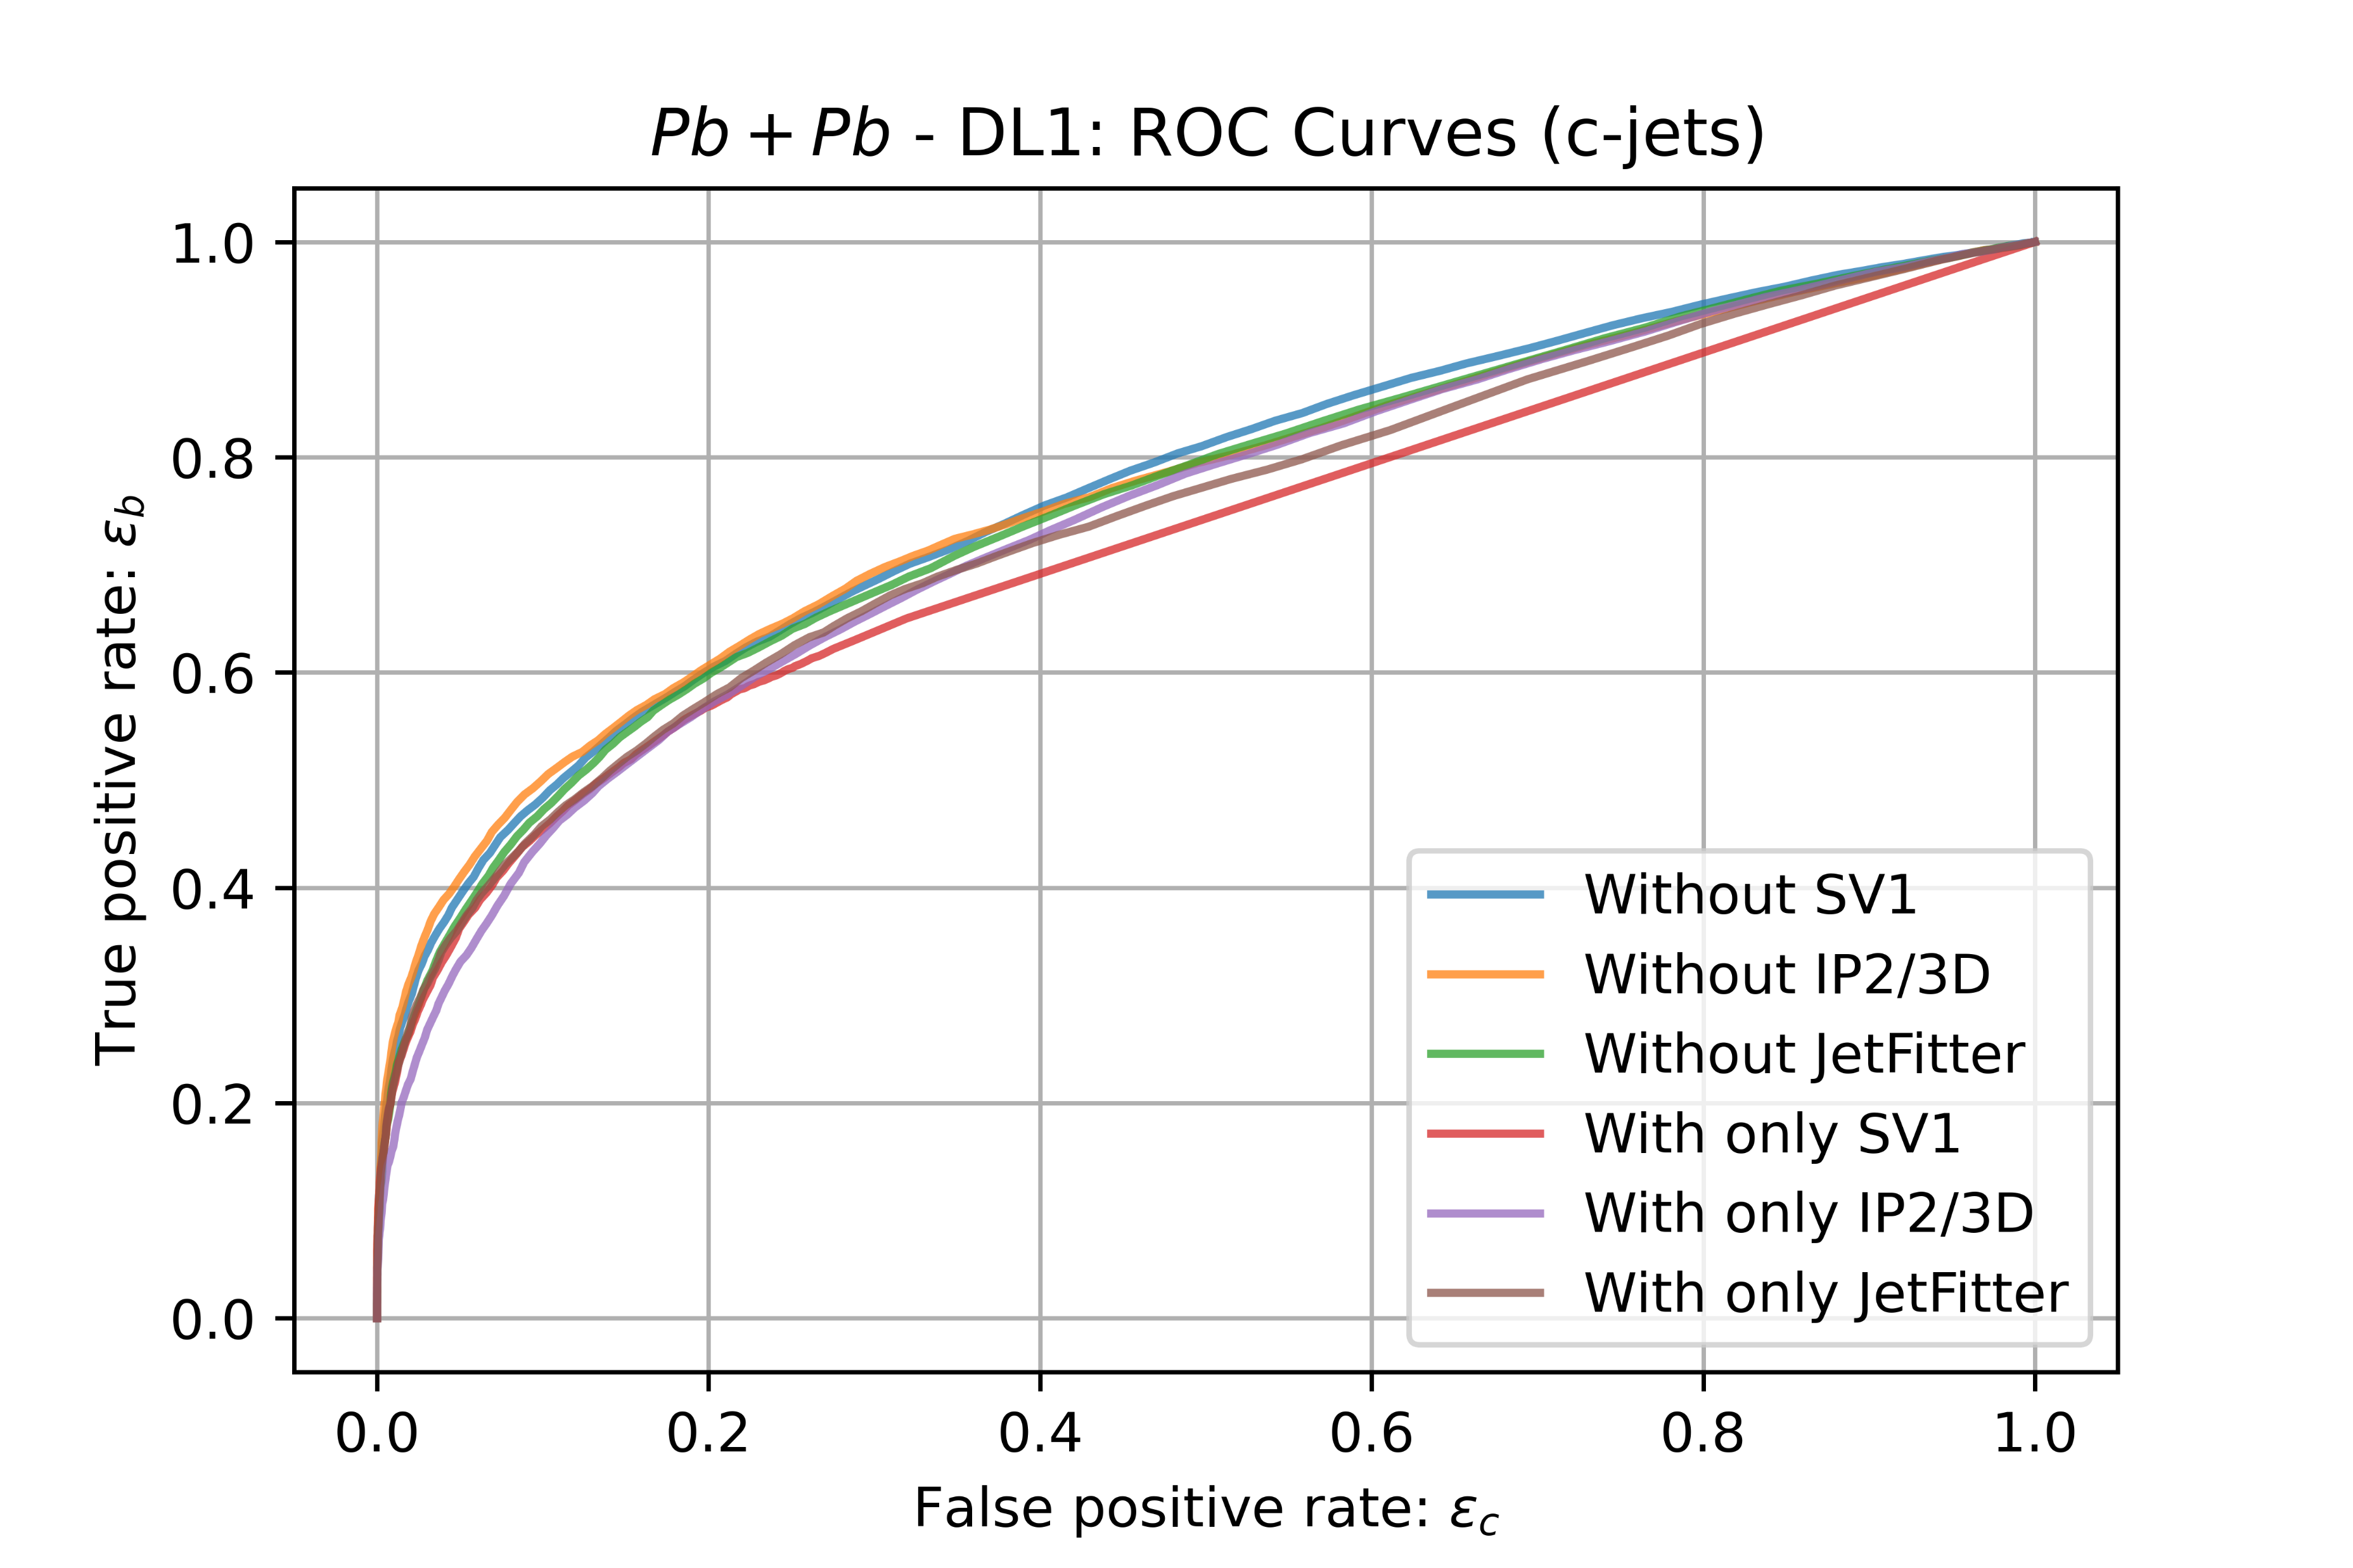 Pb + Pb - DL1: ROC Curves (c-jets)
True positive rate: ε_b
1.0
0.8
0.6
0.4
0.2
0.0
Without SV1
Without IP2/3D
Without JetFitter
With only SV1
With only IP2/3D
With only JetFitter
0.0 0.2 0.4 0.6 0.8 1.0
False positive rate: ε_c